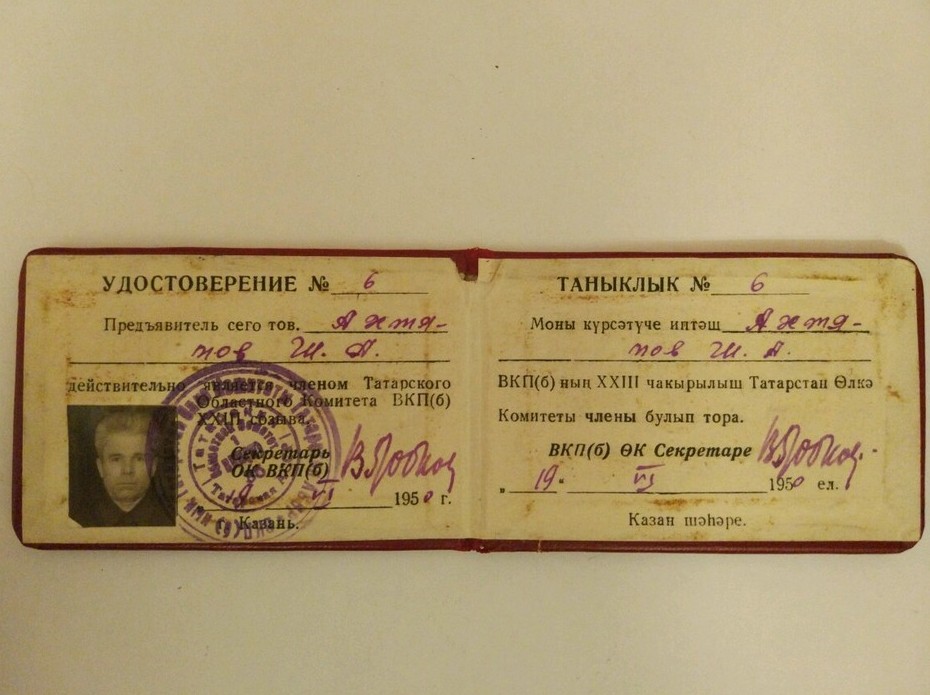 УДОСТОВЕРЕНИЕ № 6
Предъявитель сего тов. Ахтя-
мов Ш. А.
действительно является членом Татарского
Областного Комитета ВКП(б)
XXIII созыва.
Секретарь
ОК ВКП(б)
19 VI 1950 г.
г. Казань.
ТАНЫКЛЫК № 6
Моны күрсәтүче иптәш Ахтя-
мов Ш. А.
ВКП(б) ның XXIII чакырылыш Татарстан Өлкә
Комитеты члены булып тора.
ВКП(б) ӨК Секретаре
„ 19 “ VI 1950 ел.
Казан шәһәре.